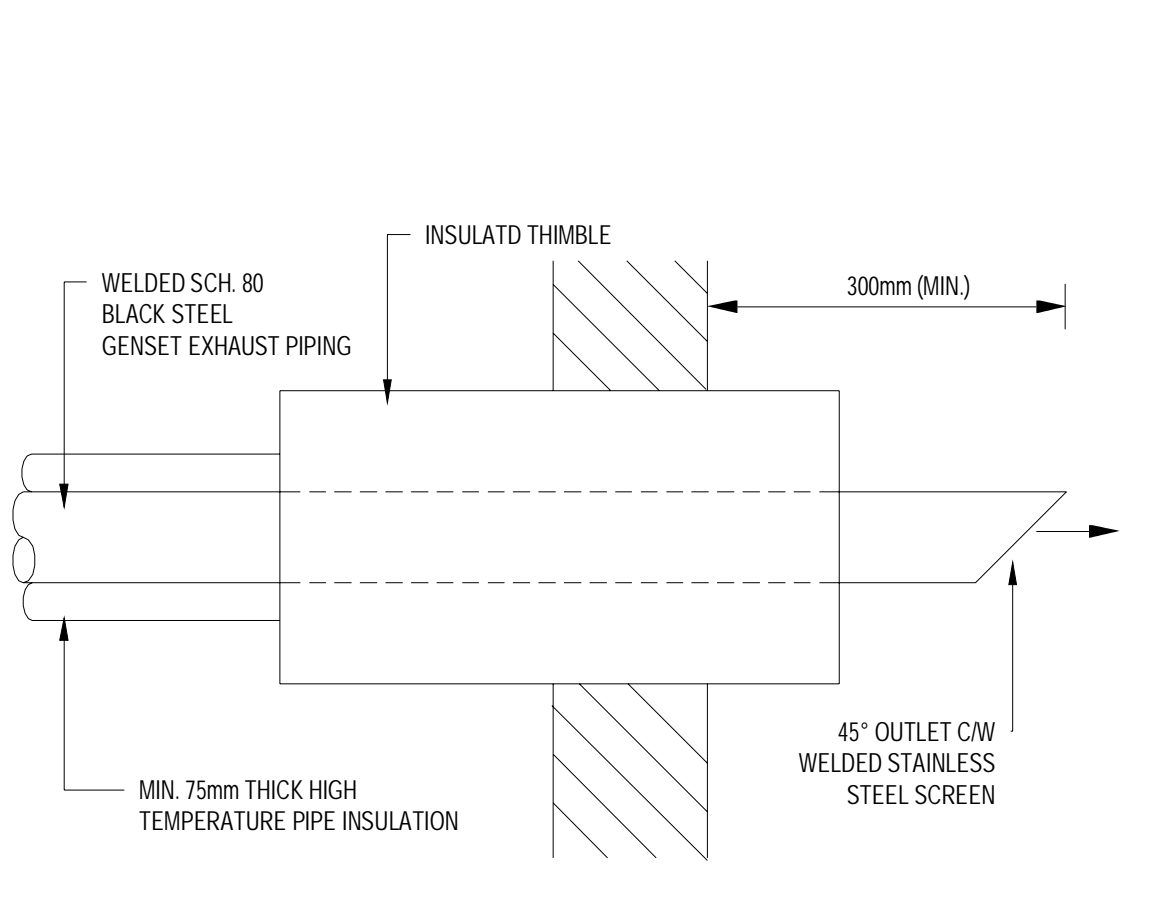 INSULATD THIMBLE
WELDED SCH. 80
BLACK STEEL
GENSET EXHAUST PIPING
300mm (MIN.)
45° OUTLET C/W
WELDED STAINLESS
STEEL SCREEN
MIN. 75mm THICK HIGH
TEMPERATURE PIPE INSULATION